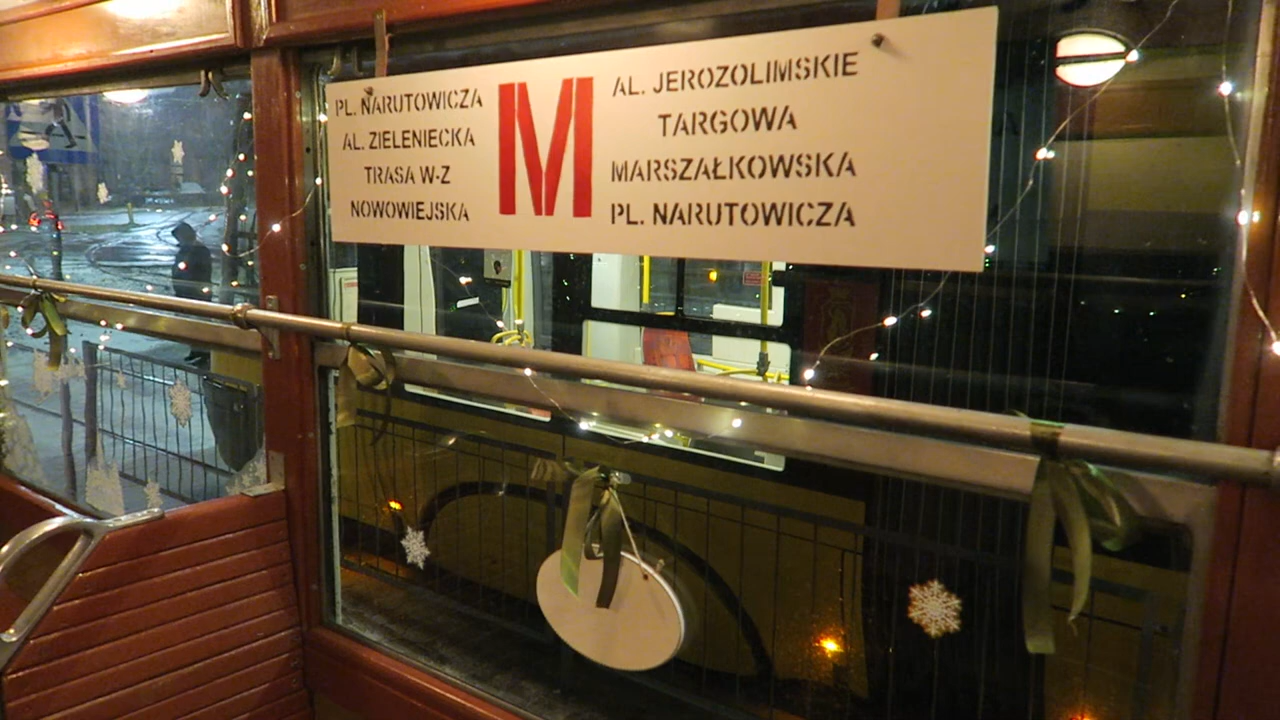 PL. NARUTOWICZA
AL. ZIELENIECKA
TRASA W-Z
NOWOWIEJSKA
M
AL. JEROZOLIMSKIE
TARGOWA
MARSZAŁKOWSKA
PL. NARUTOWICZA